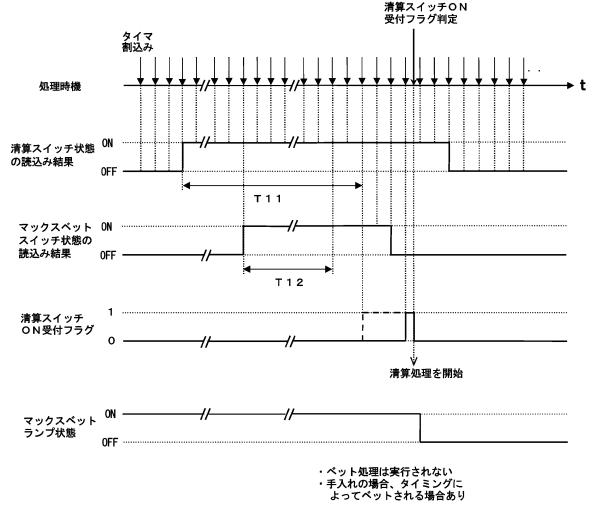 清算スイッチON
受付フラグ判定
タイマ
割込み
処理時機
t
清算スイッチ状態
の読込み結果
ON
OFF
T11
マックスベット
スイッチ状態の
読込み結果
ON
OFF
T12
清算スイッチ
ON受付フラグ
1
0
清算処理を開始
マックスベット
ランプ状態
ON
OFF
・ベット処理は実行されない
・手入れの場合、タイミングに
よってベットされる場合あり